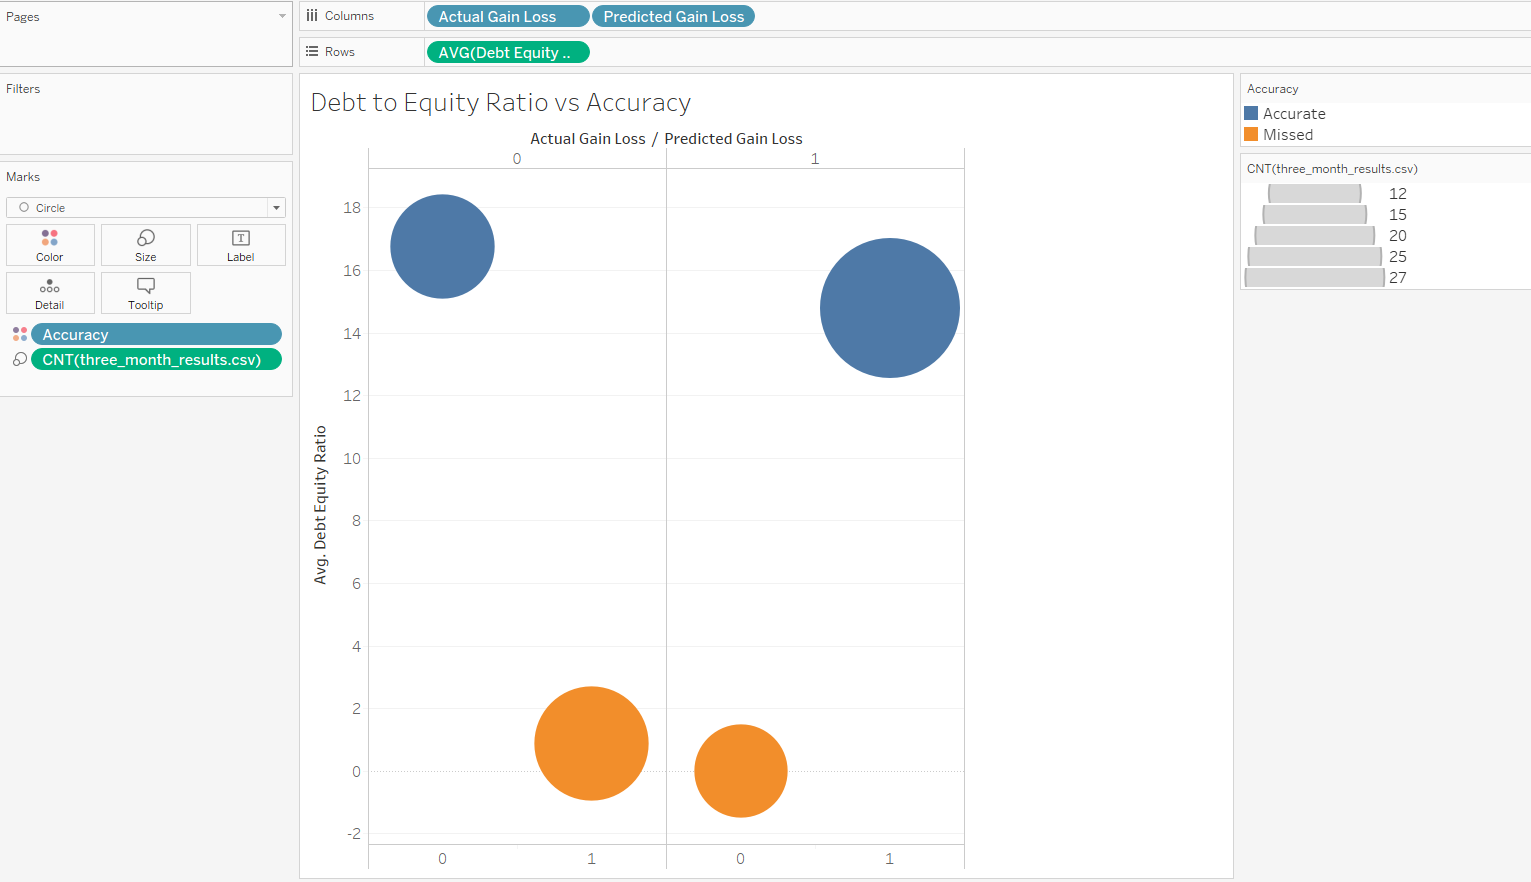 Pages
Columns
Actual Gain Loss
Predicted Gain Loss
Rows
AVG(Debt Equity ..
Filters
Marks
Circle
Color
Size
Label
Detail
Tooltip
Accuracy
CNT(three_month_results.csv)
Debt to Equity Ratio vs Accuracy
Actual Gain Loss / Predicted Gain Loss
0
1
Avg. Debt Equity Ratio
18
16
14
12
10
8
6
4
2
0
-2
0
1
0
1
Accuracy
Accurate
Missed
CNT(three_month_results.csv)
12
15
20
25
27